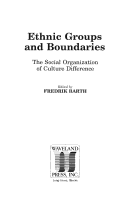 Ethnic Groups
and Boundaries
The Social Organization
of Culture Difference
Edited by
FREDRIK BARTH
WAVELAND
PRESS, INC.